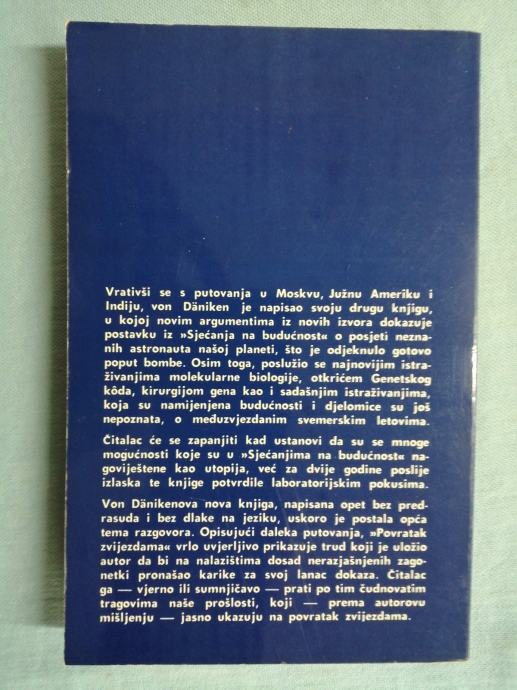 Vrativši se s putovanja u Moskvu, Južnu Ameriku i
Indiju, von Däniken je napisao svoju drugu knjigu,
u kojoj novim argumentima iz novih izvora dokazuje
postavku iz »Sjećanja na budućnost« o posjeti nezna-
nih astronauta našoj planeti, što je odjeknulo gotovo
poput bombe. Osim toga, poslužio se najnovijim istra-
živanjima molekularne biologije, otkrićem Genetskog
kôda, kirurgijom gena kao i sadašnjim istraživanjima,
koja su namijenjena budućnosti i djelomice su još
nepoznata, o međuzvjezdanim svemirskim letovima.
Čitalac će se zapanjiti kad ustanovi da su se mnoge
mogućnosti koje su u »Sjećanjima na budućnost« na-
goviještene kao utopija, već za dvije godine poslije
izlaska te knjige potvrdile laboratorijskim pokusima.
Von Dänikenova nova knjiga, napisana opet bez pred-
rasuda i bez dlake na jeziku, uskoro je postala opća
tema razgovora. Opisujući daleka putovanja, »Povratak
zvijezdama« vrlo uvjerljivo prikazuje trud koji je uložio
autor da bi na nalazištima dosad nerazjašnjenih zago-
netki pronašao karike za svoj lanac dokaza. Čitalac
ga — vjerno ili sumnjičavo — prati po tim čudnovatim
tragovima naše prošlosti, koji — prema autorovu
mišljenju — jasno ukazuju na povratak zvijezdama.